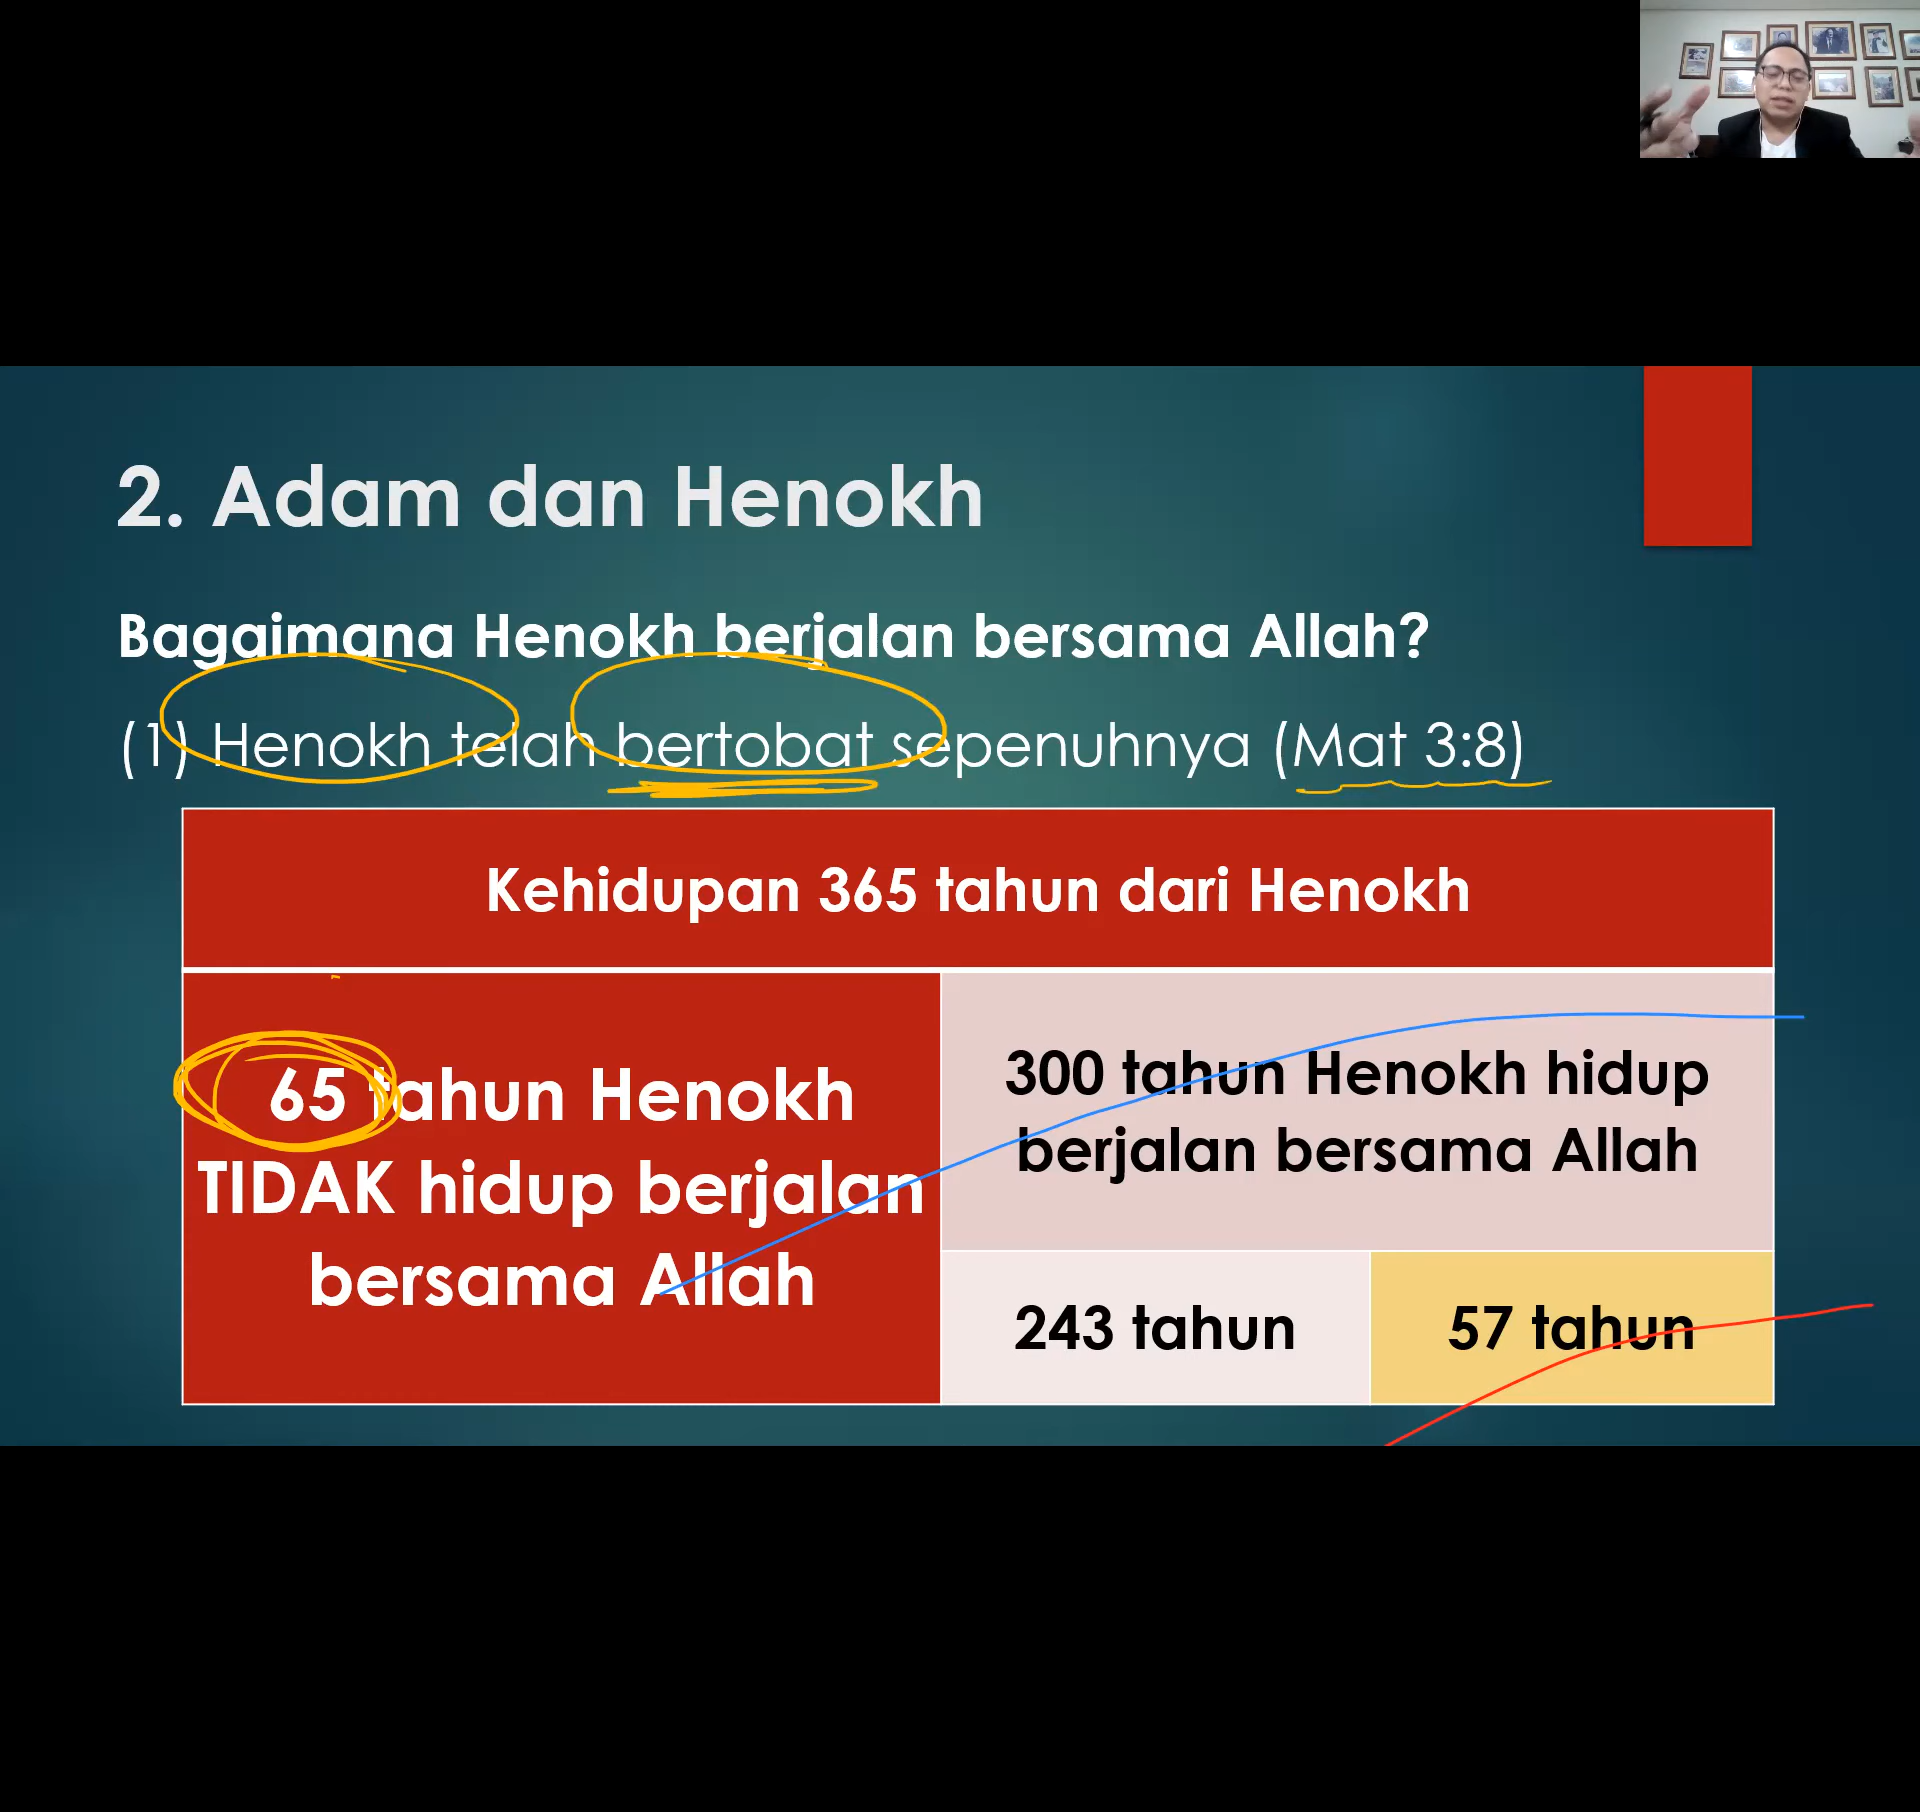 2. Adam dan Henokh
Bagaimana Henokh berjalan bersama Allah?
(1) Henokh telah bertobat sepenuhnya (Mat 3:8)
Kehidupan 365 tahun dari Henokh
65 tahun Henokh
TIDAK hidup berjalan
bersama Allah
300 tahun Henokh hidup
berjalan bersama Allah
243 tahun
57 tahun